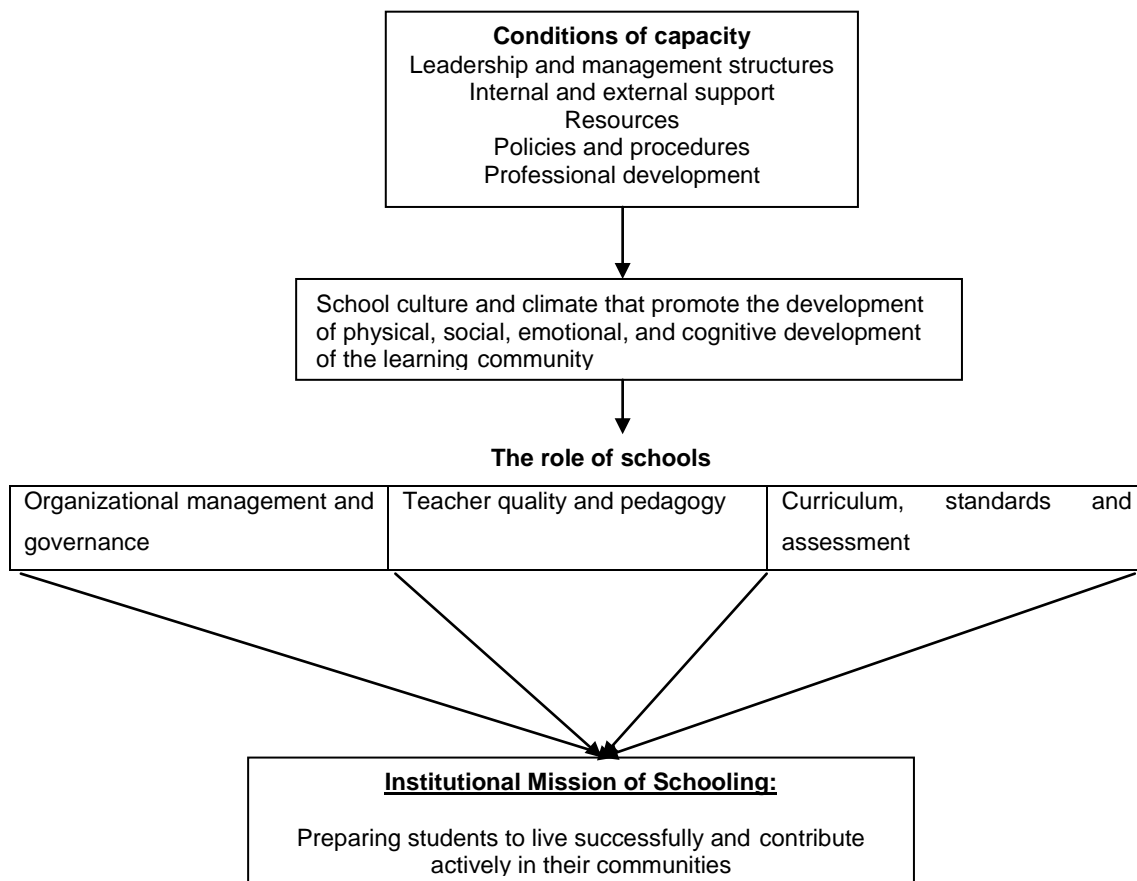 Conditions of capacity
Leadership and management structures
Internal and external support
Resources
Policies and procedures
Professional development
School culture and climate that promote the development
of physical, social, emotional, and cognitive development
of the learning community
The role of schools
Organizational management and
governance
Teacher quality and pedagogy
Curriculum, standards and
assessment
Institutional Mission of Schooling:
Preparing students to live successfully and contribute
actively in their communities